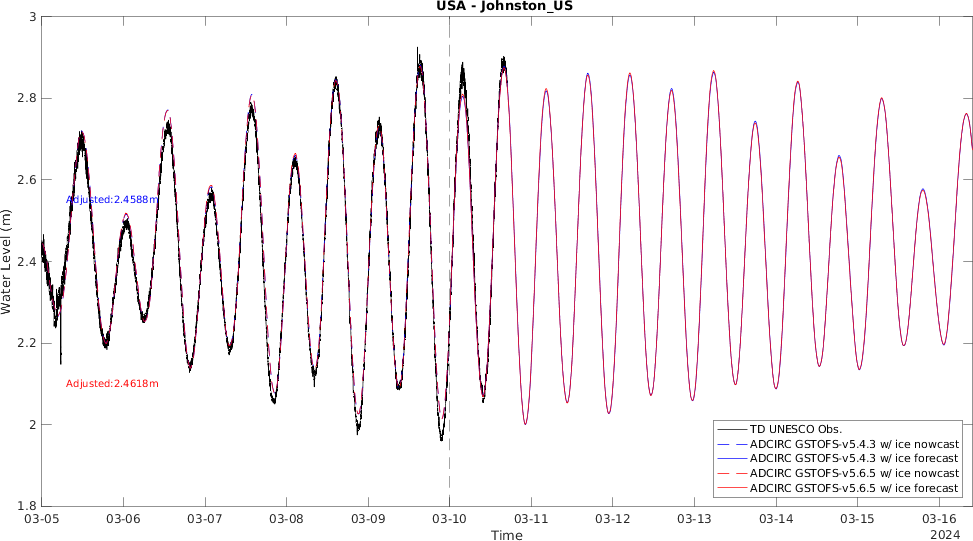 USA - Johnston_US
3
2.8
2.6
2.4
2.2
2
1.8
Water Level (m)
Adjusted:2.4588m
Adjusted:2.4618m
TD UNESCO Obs.
ADCIRC GSTOFS-v5.4.3 w/ ice nowcast
ADCIRC GSTOFS-v5.4.3 w/ ice forecast
ADCIRC GSTOFS-v5.6.5 w/ ice nowcast
ADCIRC GSTOFS-v5.6.5 w/ ice forecast
03-05 03-06 03-07 03-08 03-09 03-10 03-11 03-12 03-13 03-14 03-15 03-16
2024
Time